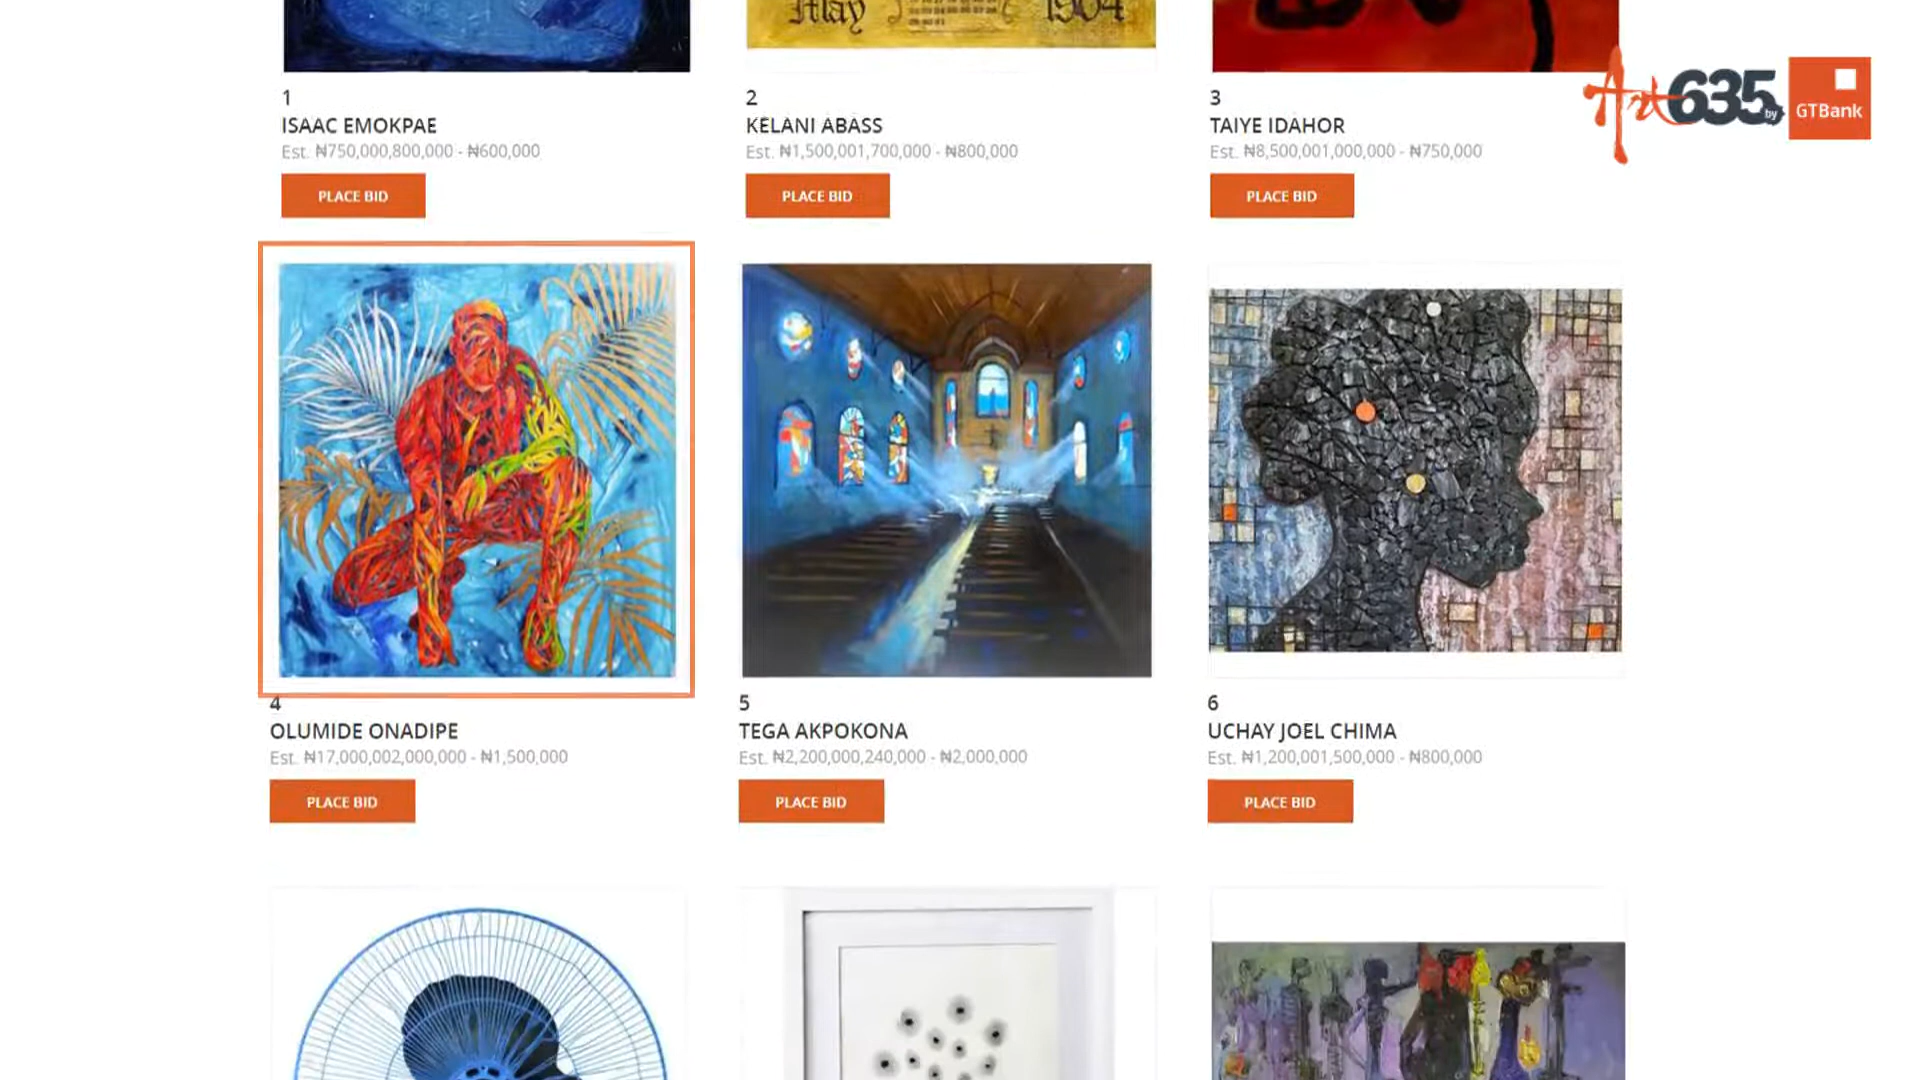 May
1904
Art635 by GTBank
1
ISAAC EMOKPAE
Est. ₦750,000,800,000 - ₦600,000
PLACE BID
2
KELANI ABASS
Est. ₦1,500,001,700,000 - ₦800,000
PLACE BID
3
TAIYE IDAHOR
Est. ₦8,500,001,000,000 - ₦750,000
PLACE BID
4
OLUMIDE ONADIPE
Est. ₦17,000,002,000,000 - ₦1,500,000
PLACE BID
5
TEGA AKPOKONA
Est. ₦2,200,000,240,000 - ₦2,000,000
PLACE BID
6
UCHAY JOEL CHIMA
Est. ₦1,200,001,500,000 - ₦800,000
PLACE BID